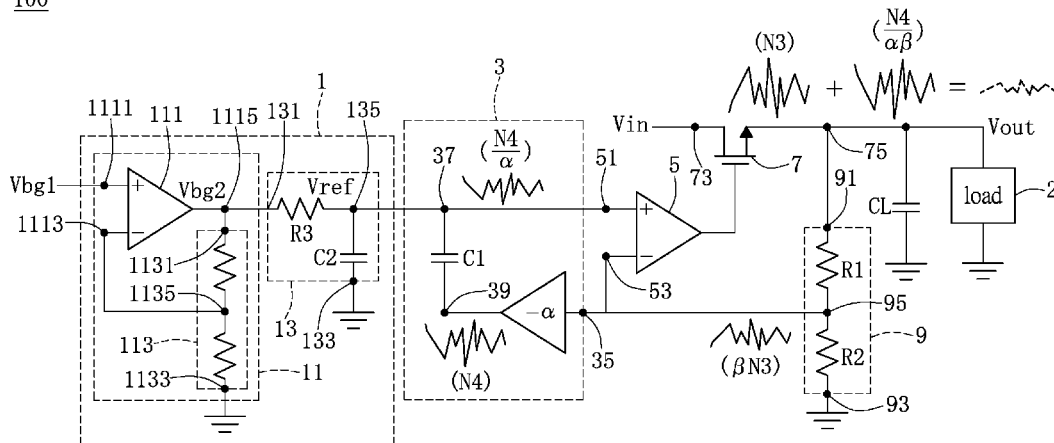 100
(N3)
(N4/αβ)
+
=
1
3
1111
111
1115
131
135
37
(N4/α)
51
5
Vin
73
7
75
Vout
Vbg1
+
−
Vbg2
Vref
+
−
91
load
2
1113
R3
CL
1131
C2
C1
53
R1
1135
39
-α
95
113
13
133
35
9
R2
1133
11
(N4)
(βN3)
93